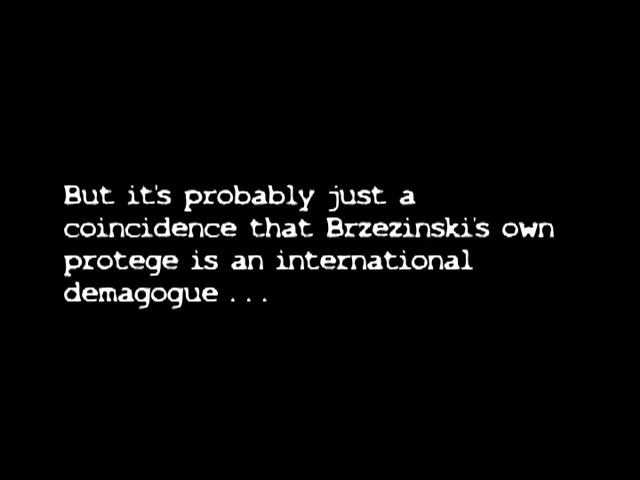 But it's probably just a
coincidence that Brzezinski's own
protege is an international
demagogue ...